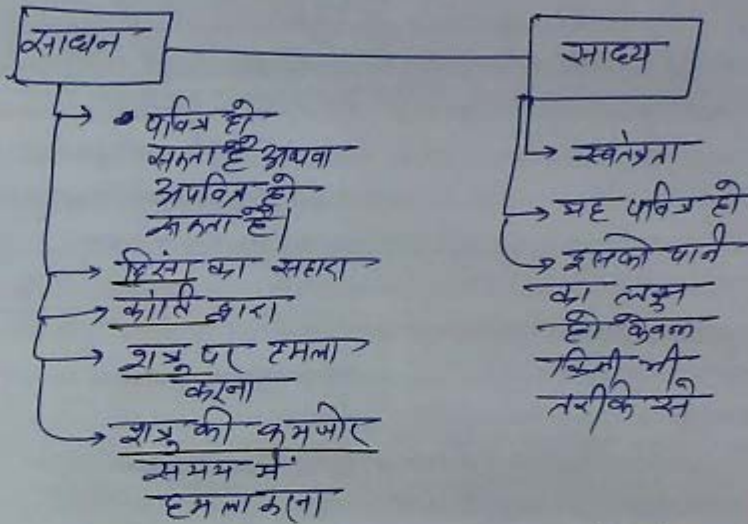 साधन
साध्य
• पवित्र हो
सकता है अथवा
अपवित्र हो
सकता है।
हिंसा का सहारा
क्रांति द्वारा
शत्रु पर हमला
करना
शत्रु की कमजोर
समय में
हमला करना
स्वतंत्रता
यह पवित्र हो
इसको पाने
का लक्ष्य
हो केवल
किसी भी
तरीके से